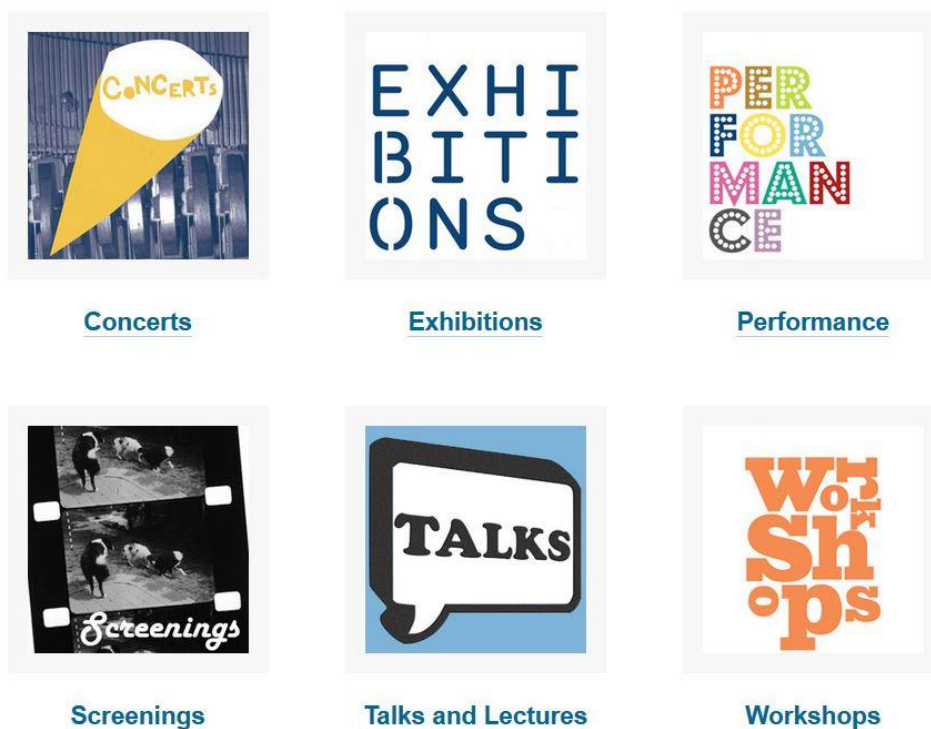 CONCERTS
EXHI
BITI
ONS
PER
FOR
MAN
CE
Concerts
Exhibitions
Performance
Screenings
TALKS
Work
Sh
ops
Screenings
Talks and Lectures
Workshops